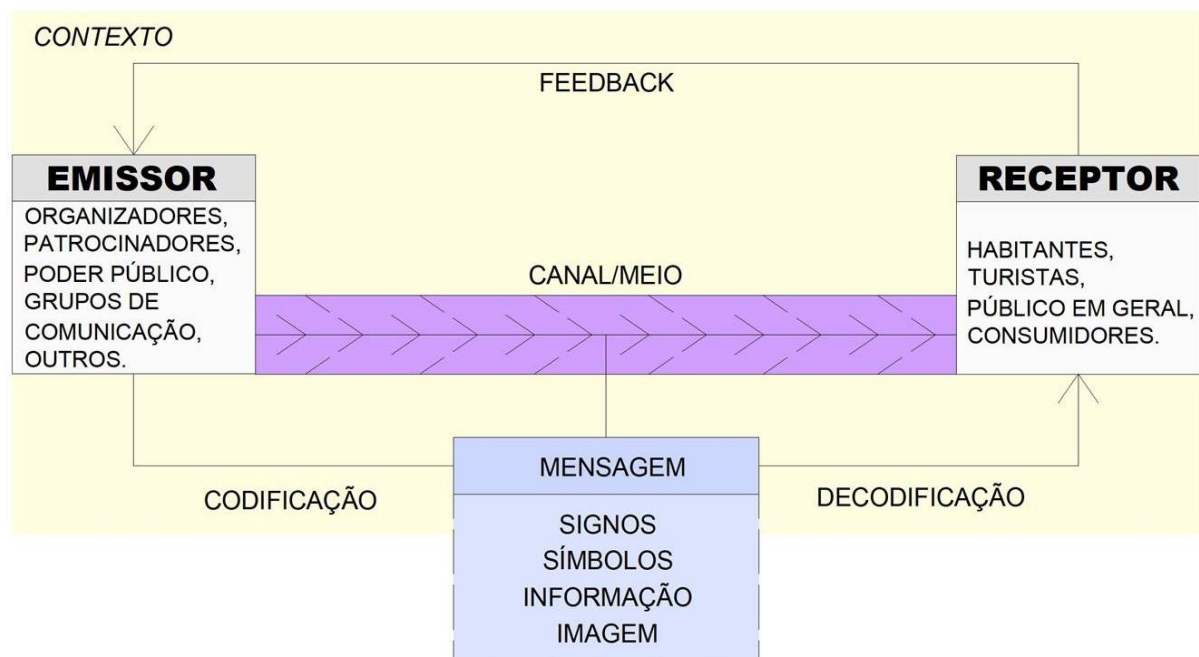 CONTEXTO
FEEDBACK
EMISSOR
ORGANIZADORES,
PATROCINADORES,
PODER PÚBLICO,
GRUPOS DE
COMUNICAÇÃO,
OUTROS.
CANAL/MEIO
RECEPTOR
HABITANTES,
TURISTAS,
PÚBLICO EM GERAL,
CONSUMIDORES.
CODIFICAÇÃO
MENSAGEM
SIGNOS
SÍMBOLOS
INFORMAÇÃO
IMAGEM
DECODIFICAÇÃO